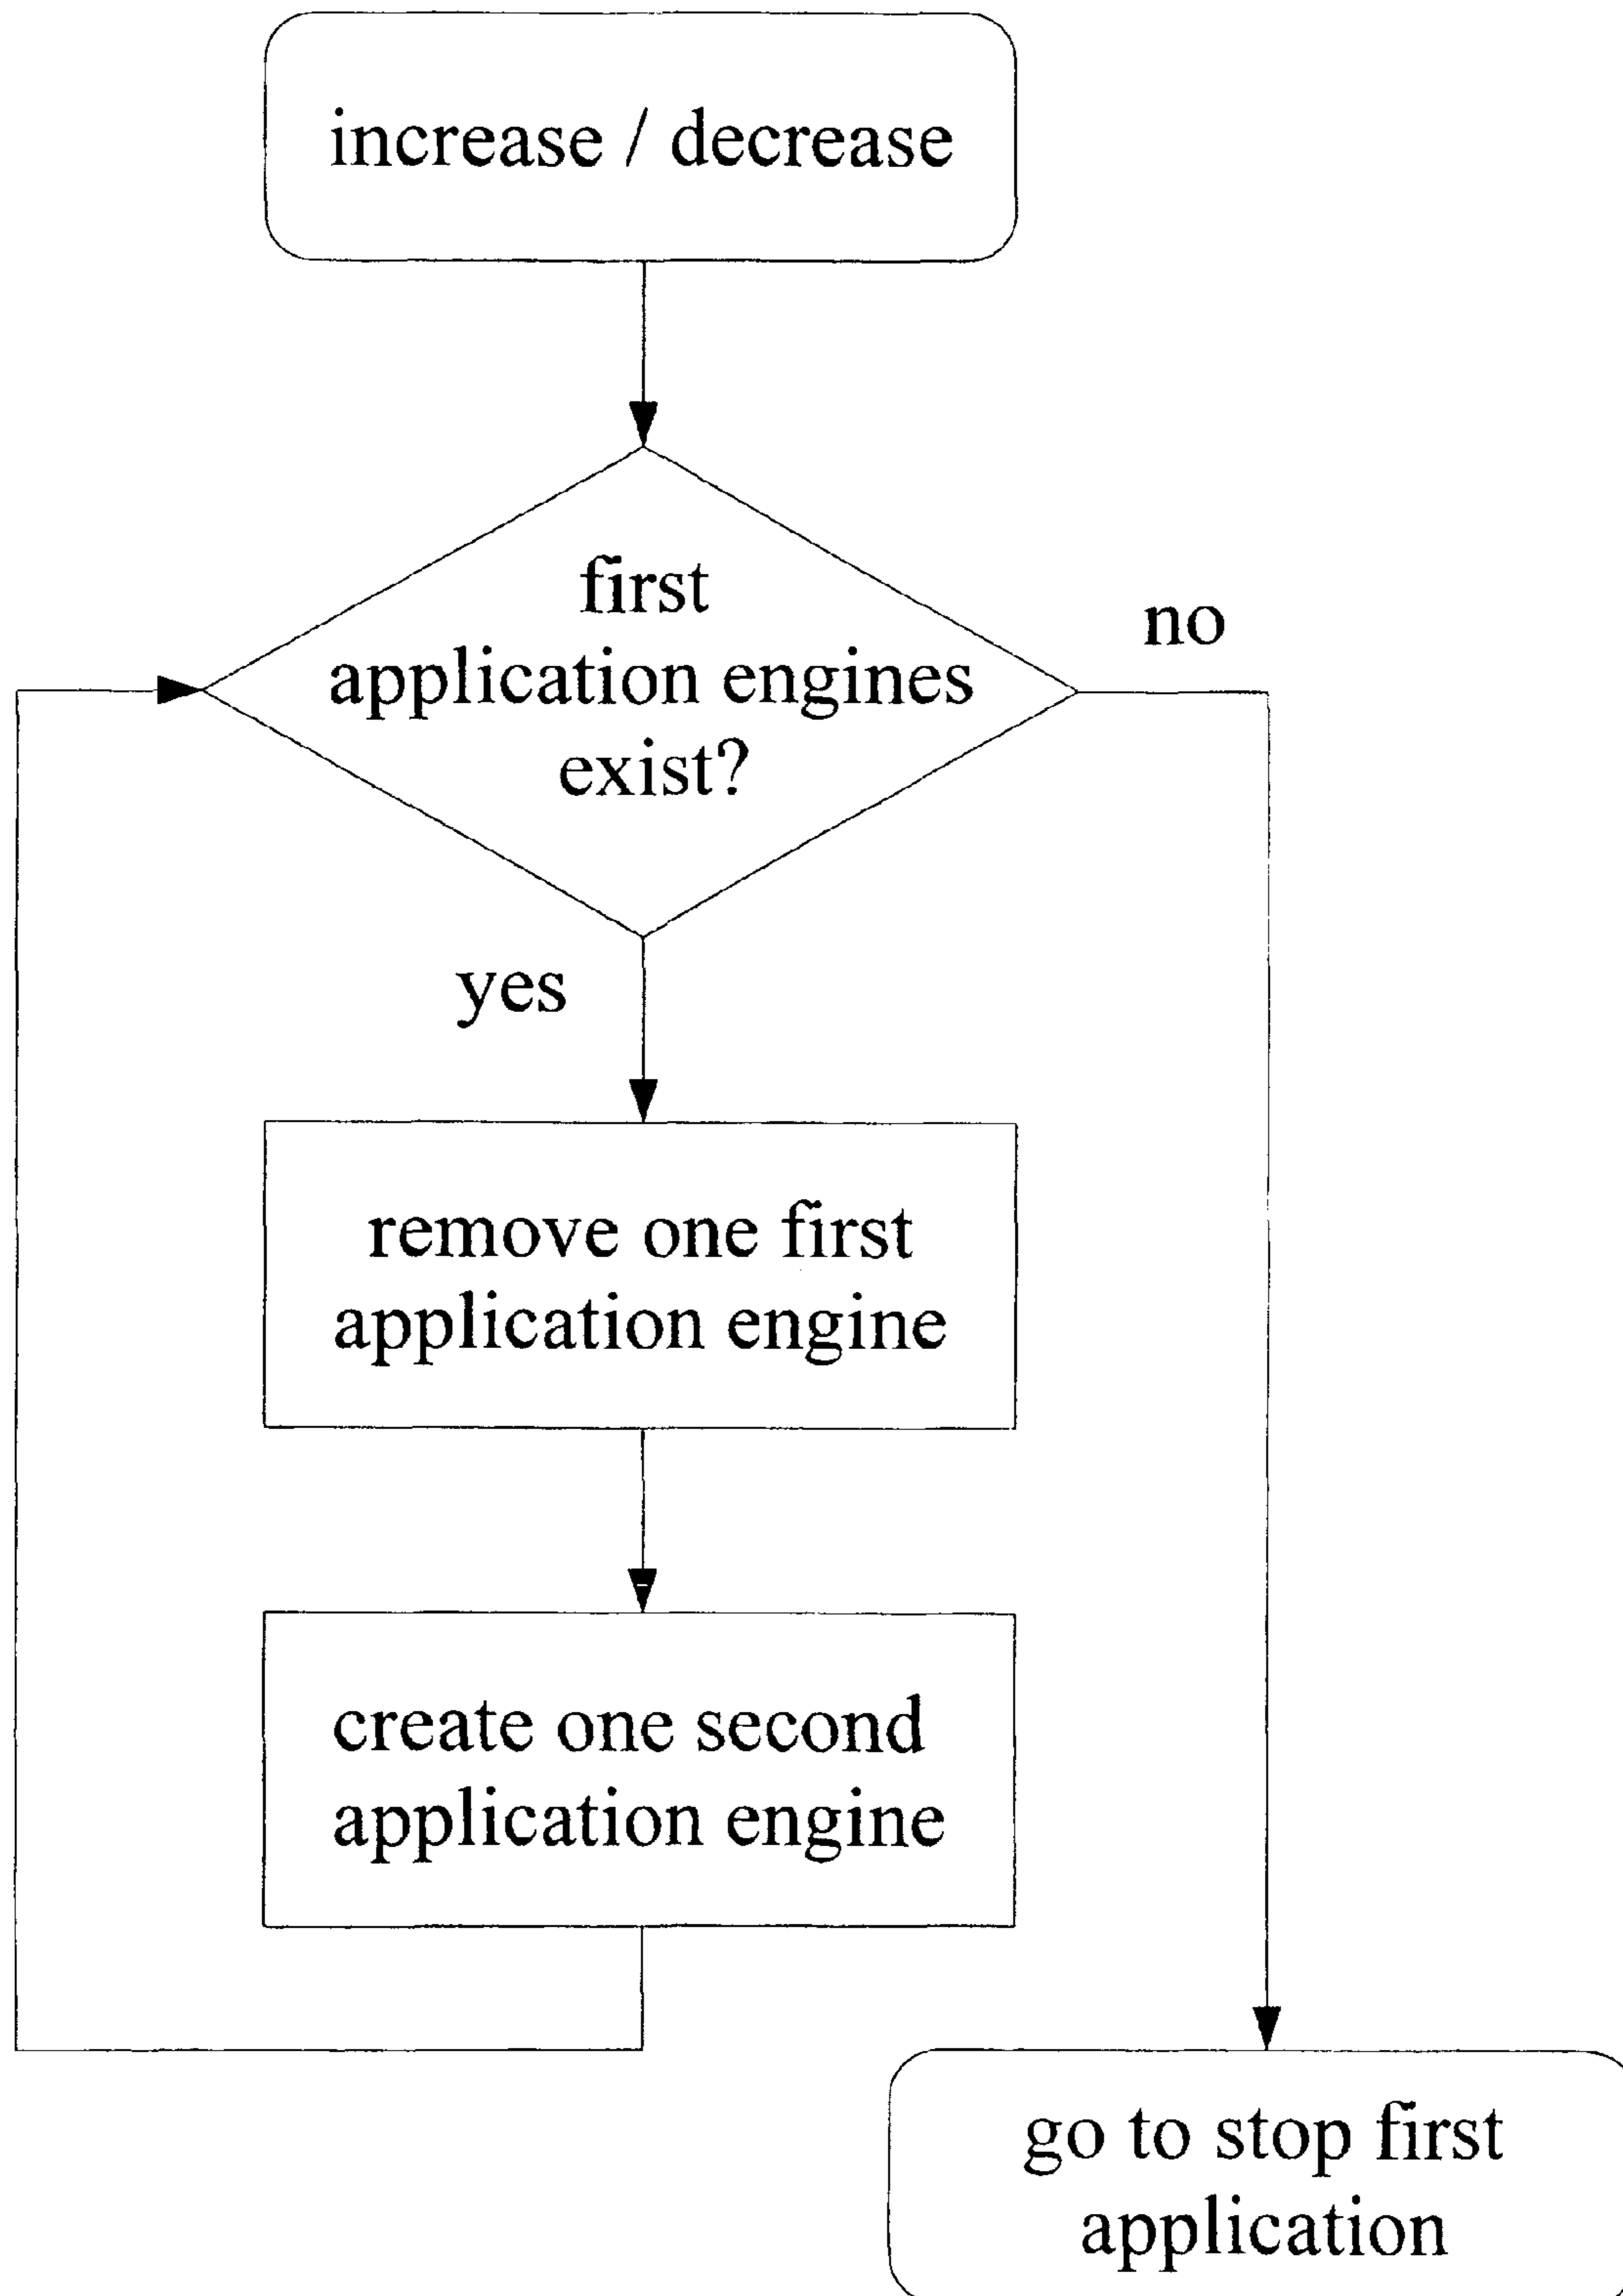 increase / decrease
first
application engines
exist?
no
yes
remove one first
application engine
create one second
application engine
go to stop first
application